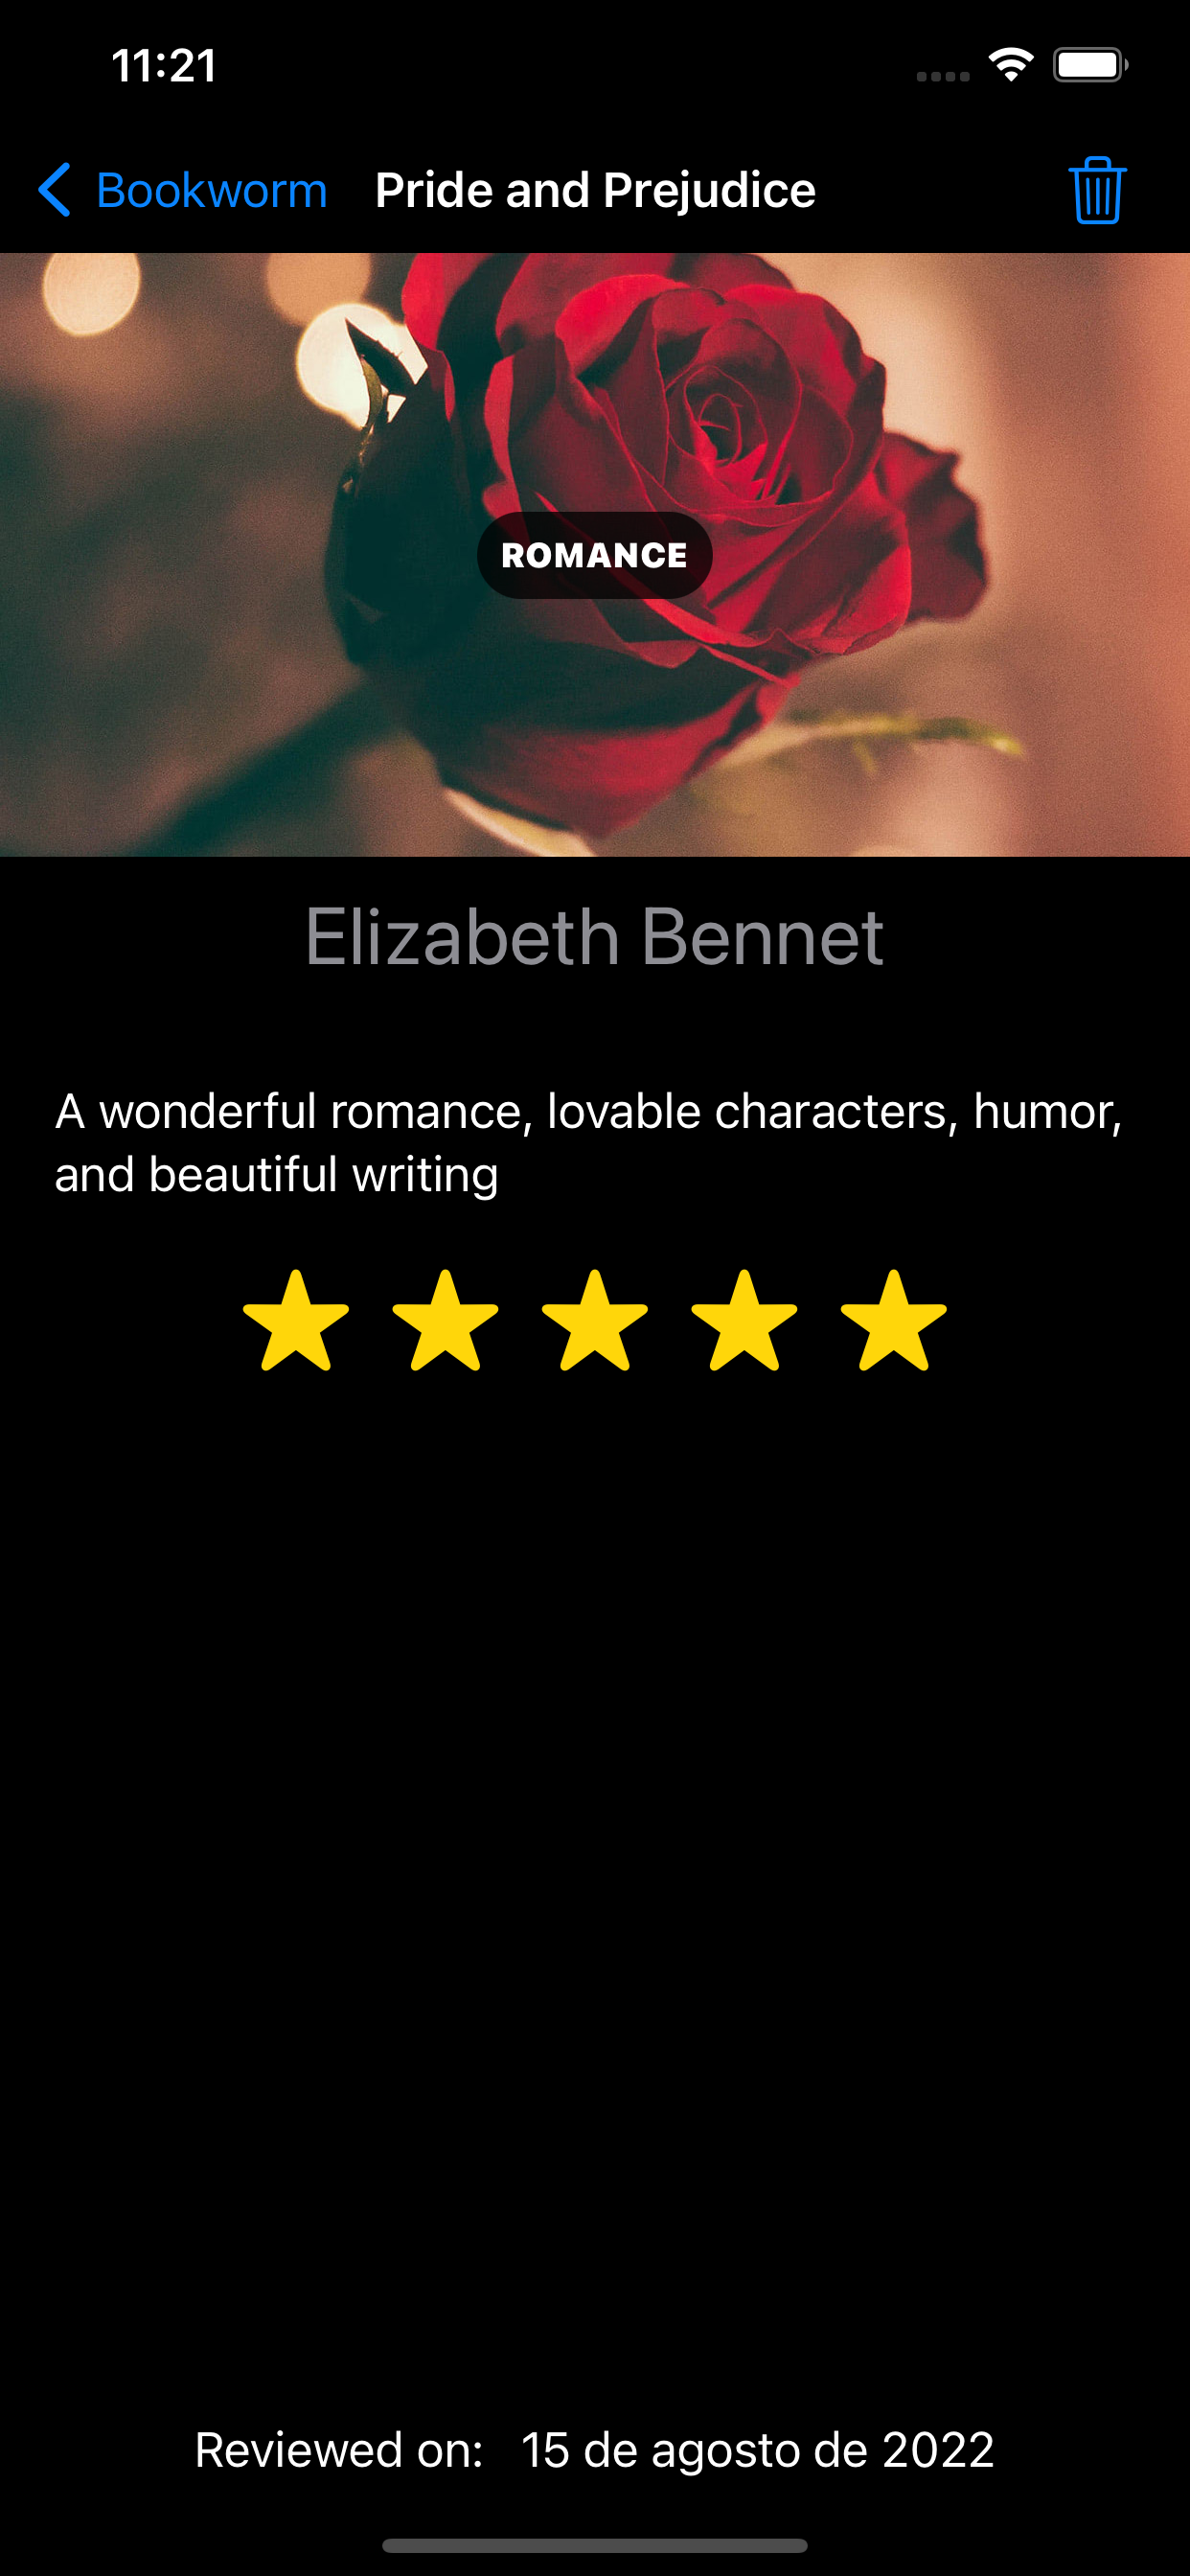 11:21
Bookworm Pride and Prejudice
ROMANCE
Elizabeth Bennet
A wonderful romance, lovable characters, humor,
and beautiful writing
Reviewed on: 15 de agosto de 2022